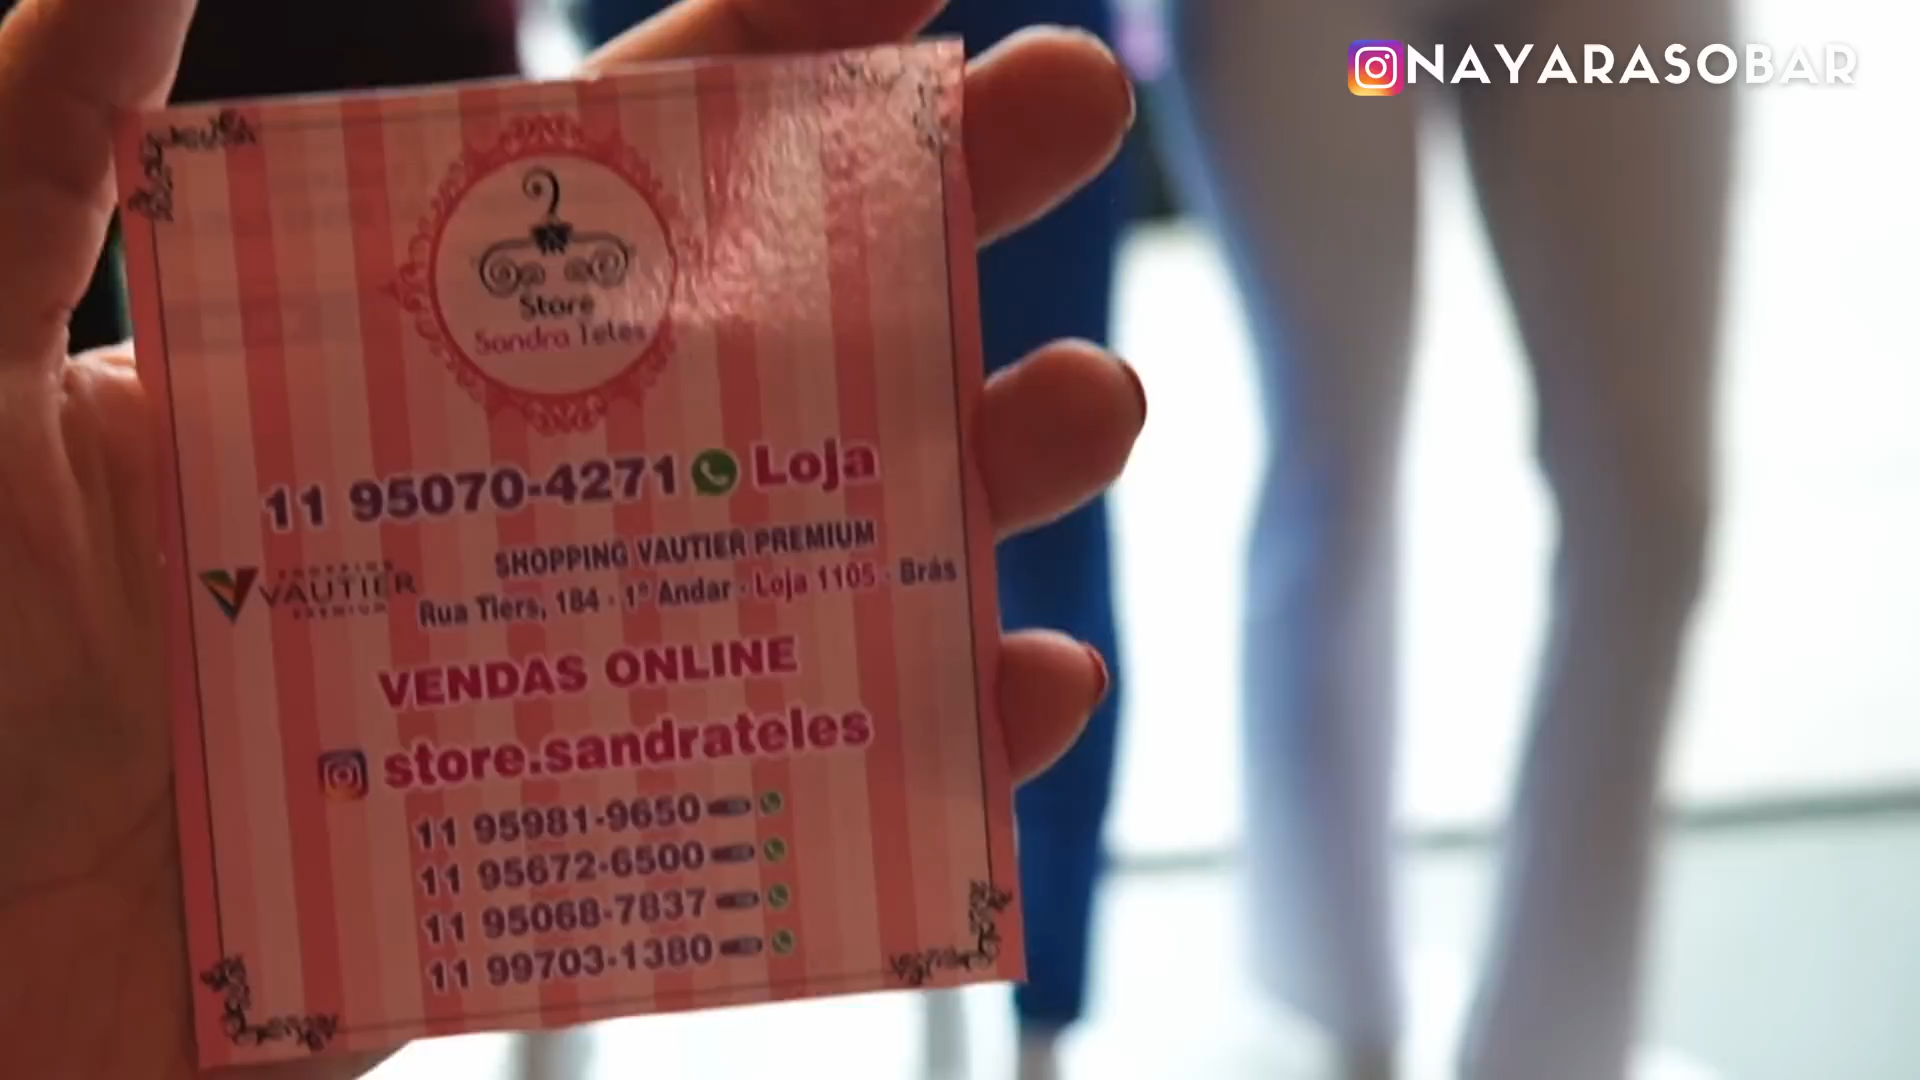 NAYARASOBAR
Store
Sandra Teles
11 95070-4271 Loja
SHOPPING
VAUTIER
PREMIUM
SHOPPING VAUTIER PREMIUM
Rua Tiers, 184 - 1º Andar - Loja 1105 - Brás
VENDAS ONLINE
store.sandrateles
11 95981-9650
11 95672-6500
11 95068-7837
11 99703-1380